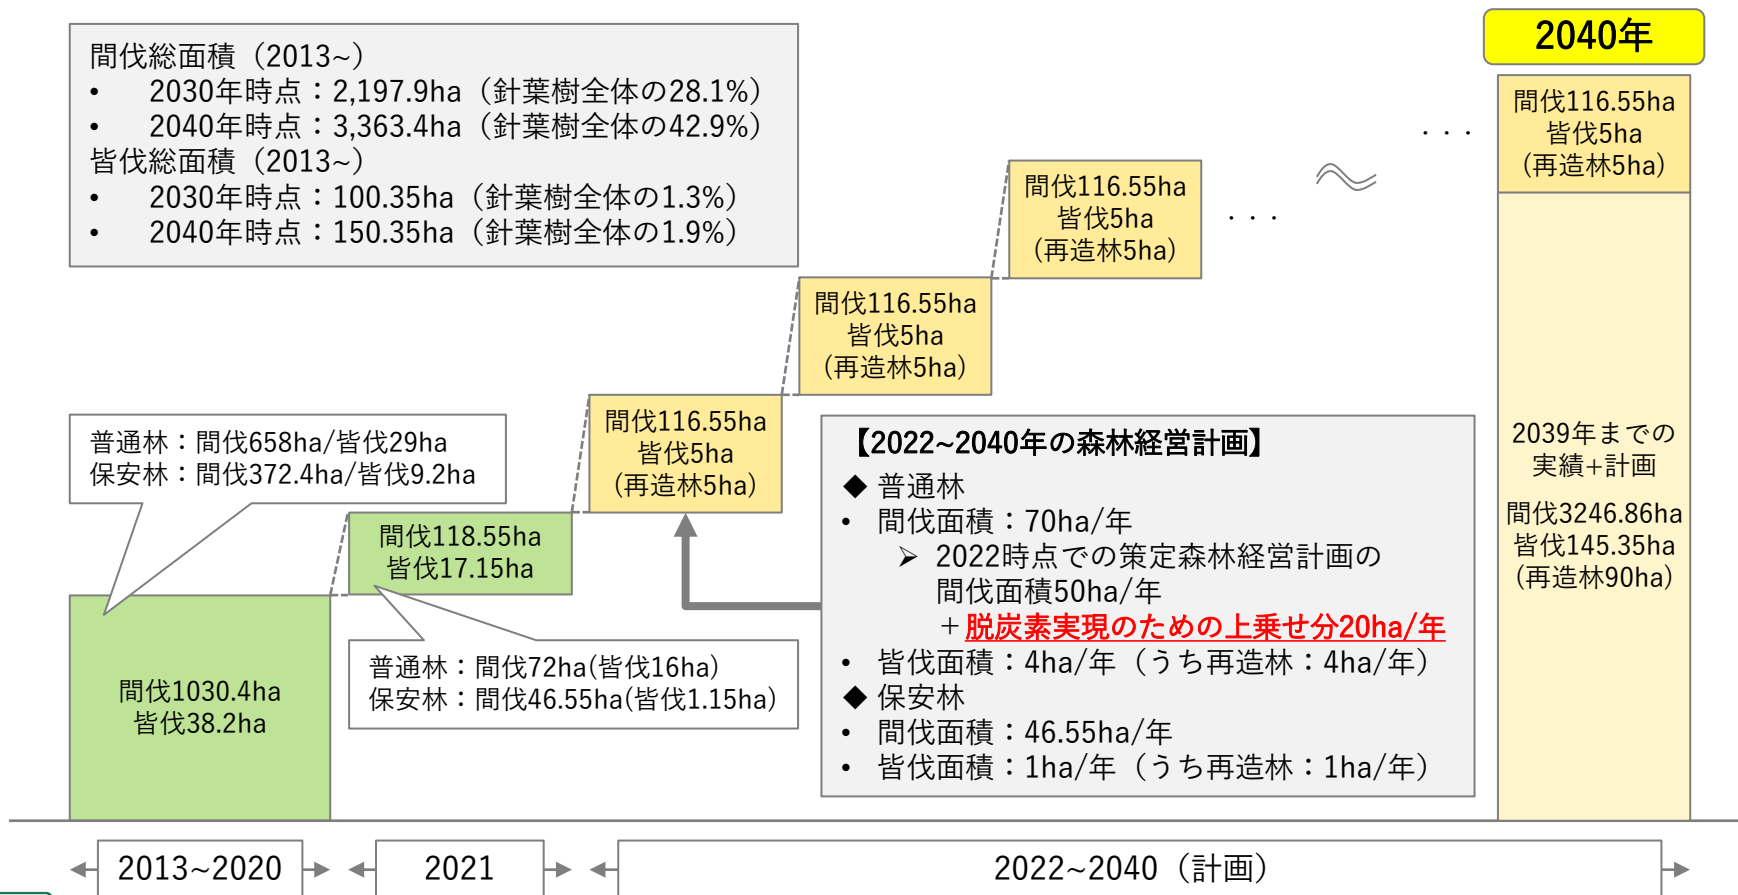 間伐総面積（2013~）
• 2030年時点：2,197.9ha（針葉樹全体の28.1%）
• 2040年時点：3,363.4ha（針葉樹全体の42.9%）
皆伐総面積（2013~）
• 2030年時点：100.35ha（針葉樹全体の1.3%）
• 2040年時点：150.35ha（針葉樹全体の1.9%）
2040年
間伐116.55ha
皆伐5ha
(再造林5ha)
・・・
間伐116.55ha
皆伐5ha
(再造林5ha)
・・・
間伐116.55ha
皆伐5ha
(再造林5ha)
間伐116.55ha
皆伐5ha
(再造林5ha)
普通林：間伐658ha/皆伐29ha
保安林：間伐372.4ha/皆伐9.2ha
間伐118.55ha
皆伐17.15ha
普通林：間伐72ha(皆伐16ha)
保安林：間伐46.55ha(皆伐1.15ha)
間伐1030.4ha
皆伐38.2ha
【2022~2040年の森林経営計画】
◆ 普通林
• 間伐面積：70ha/年
➢ 2022時点での策定森林経営計画の
間伐面積50ha/年
＋脱炭素実現のための上乗せ分20ha/年
• 皆伐面積：4ha/年（うち再造林：4ha/年）
◆ 保安林
• 間伐面積：46.55ha/年
• 皆伐面積：1ha/年（うち再造林：1ha/年）
2039年までの
実績+計画
間伐3246.86ha
皆伐145.35ha
(再造林90ha)
2013~2020
2021
2022~2040（計画）